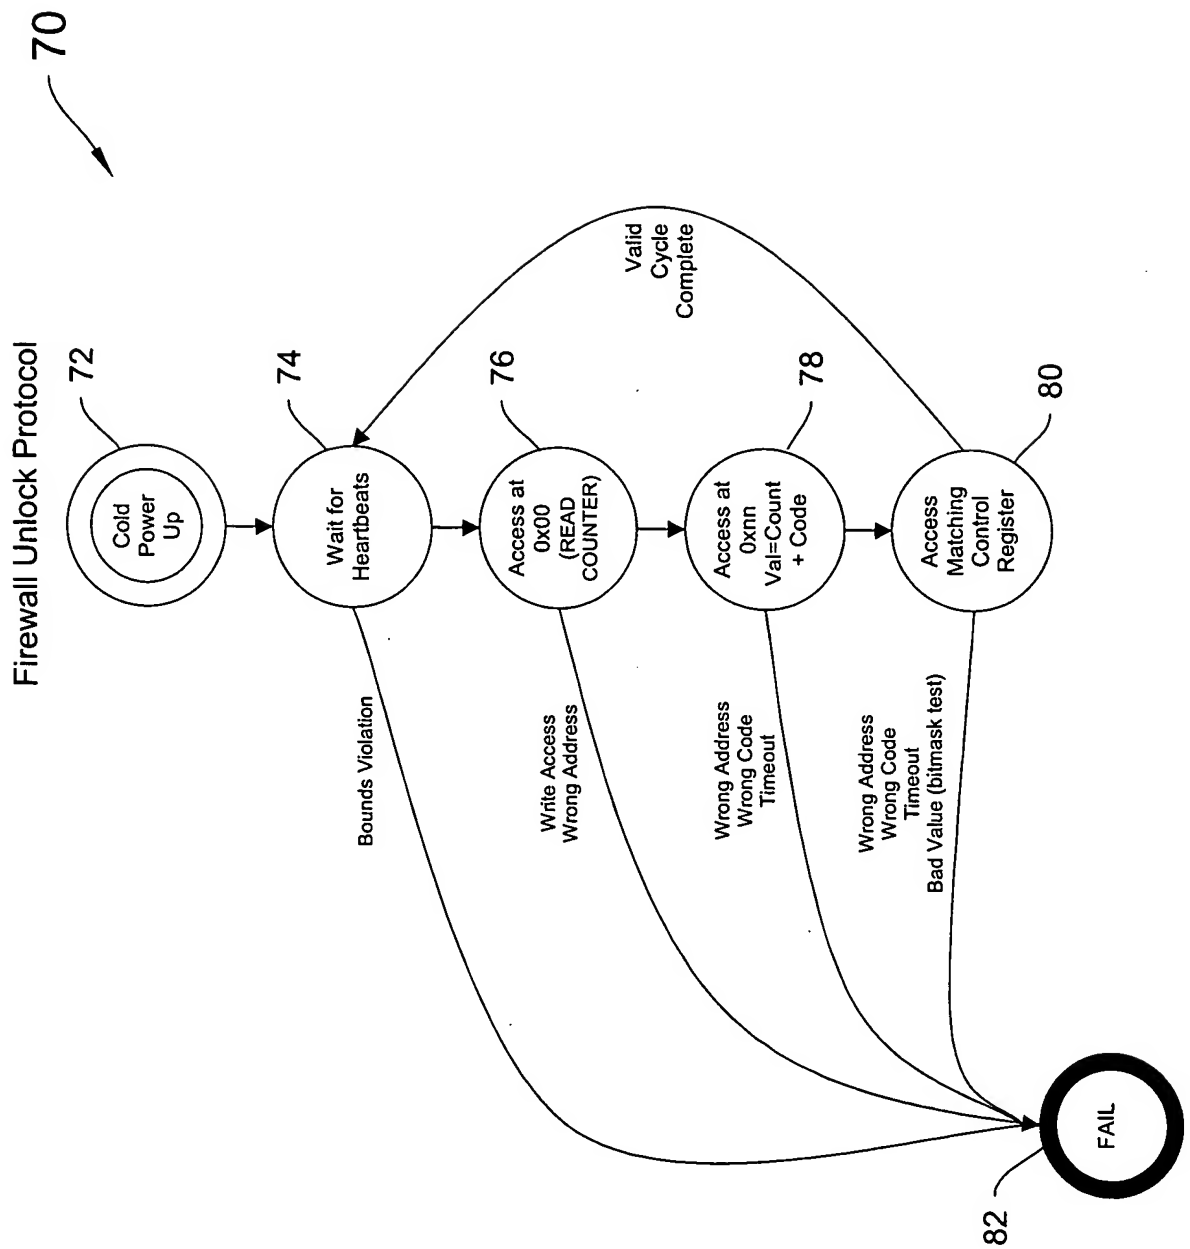 Firewall Unlock Protocol
70
72
Cold
Power
Up
74
Wait for
Heartbeats
76
Access at
0x00
(READ
COUNTER)
78
Access at
0xnn
Val=Count
+ Code
80
Access
Matching
Control
Register
Valid
Cycle
Complete
Bounds Violation
Write Access
Wrong Address
Wrong Address
Wrong Code
Timeout
Wrong Address
Wrong Code
Timeout
Bad Value (bitmask test)
82
FAIL